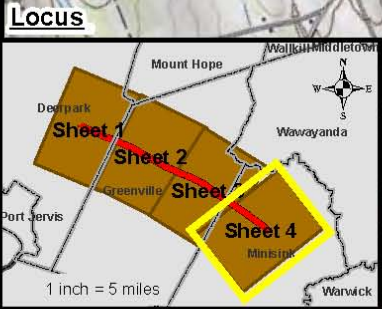 Locus
Wallkill Middletown
Mount Hope
N
W E
S
Deerpark
Sheet 1
Wawayanda
Sheet 2
Greenville
Sheet
Port Jervis
Sheet 4
Minisink
1 inch = 5 miles
Warwick